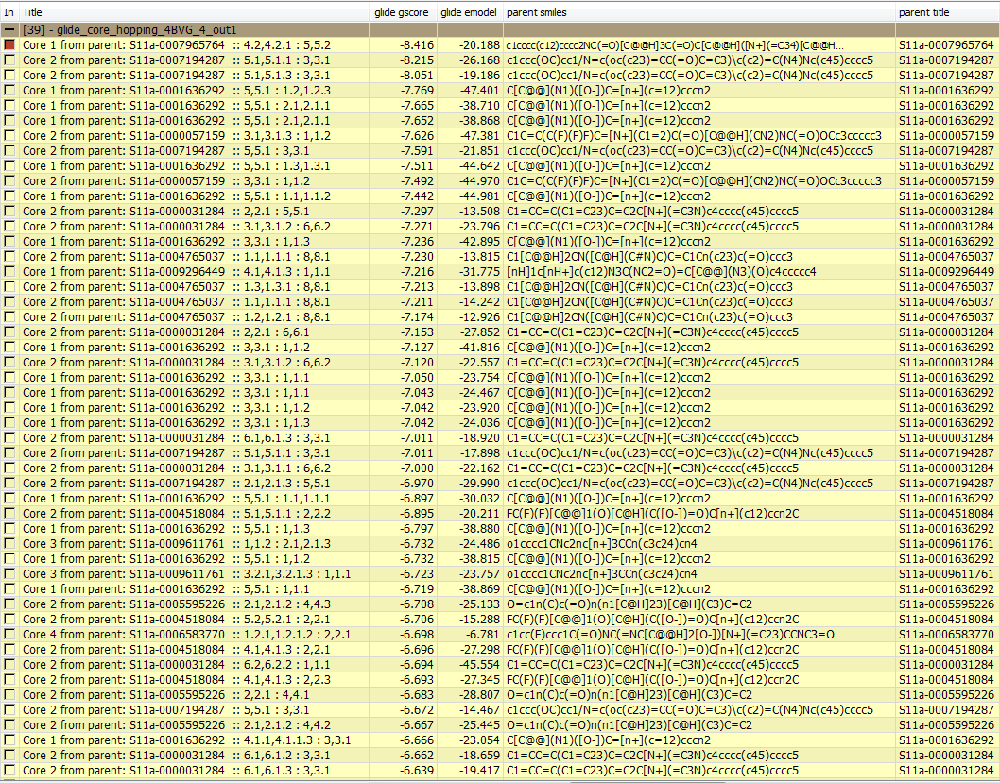 In Title glide gscore glide emodel parent smiles parent title
[39] - glide_core_hopping_4BVG_4_out1
Core 1 from parent: S11a-0007965764 :: 4.2,4.2.1 : 5,5.2 -8.416 -20.188 c1cccc(c12)cccc2NC(=O)[C@@H]3C(=O)C[C@@H]([N+](=C34)[C@@H... S11a-0007965764
Core 2 from parent: S11a-0007194287 :: 5.1,5.1.1 : 3,3.1 -8.215 -26.168 c1ccc(OC)cc1/N=c(oc(c23)=CC(=O)C=C3)\c(c2)=C(N4)Nc(c45)cccc5 S11a-0007194287
Core 2 from parent: S11a-0007194287 :: 5.1,5.1.3 : 3,3.1 -8.051 -19.186 c1ccc(OC)cc1/N=c(oc(c23)=CC(=O)C=C3)\c(c2)=C(N4)Nc(c45)cccc5 S11a-0007194287
Core 1 from parent: S11a-0001636292 :: 5,5.1 : 1.2,1.2.3 -7.769 -47.401 C[C@@](N1)([O-])C=[n+](c=12)cccn2 S11a-0001636292
Core 1 from parent: S11a-0001636292 :: 5,5.1 : 2.1,2.1.1 -7.665 -38.710 C[C@@](N1)([O-])C=[n+](c=12)cccn2 S11a-0001636292
Core 1 from parent: S11a-0001636292 :: 5,5.1 : 2.1,2.1.1 -7.652 -38.868 C[C@@](N1)([O-])C=[n+](c=12)cccn2 S11a-0001636292
Core 2 from parent: S11a-0000057159 :: 3.1,3.1.3 : 1,1.2 -7.626 -47.381 C1C=C(C(F)(F)F)C=[N+](C1=2)C(=O)[C@@H](CN2)NC(=O)OCc3ccccc3 S11a-0000057159
Core 2 from parent: S11a-0007194287 :: 5,5.1 : 3,3.1 -7.591 -21.851 c1ccc(OC)cc1/N=c(oc(c23)=CC(=O)C=C3)\c(c2)=C(N4)Nc(c45)cccc5 S11a-0007194287
Core 1 from parent: S11a-0001636292 :: 5,5.1 : 1.3,1.3.1 -7.511 -44.642 C[C@@](N1)([O-])C=[n+](c=12)cccn2 S11a-0001636292
Core 2 from parent: S11a-0000057159 :: 3,3.1 : 1,1.2 -7.492 -44.970 C1C=C(C(F)(F)F)C=[N+](C1=2)C(=O)[C@@H](CN2)NC(=O)OCc3ccccc3 S11a-0000057159
Core 1 from parent: S11a-0001636292 :: 5,5.1 : 1.1,1.1.2 -7.442 -44.981 C[C@@](N1)([O-])C=[n+](c=12)cccn2 S11a-0001636292
Core 2 from parent: S11a-0000031284 :: 2,2.1 : 5,5.1 -7.297 -13.508 C1=CC=C(C1=C23)C=C2C[N+](=C3N)c4cccc(c45)cccc5 S11a-0000031284
Core 2 from parent: S11a-0000031284 :: 3.1,3.1.2 : 6,6.2 -7.271 -23.796 C1=CC=C(C1=C23)C=C2C[N+](=C3N)c4cccc(c45)cccc5 S11a-0000031284
Core 1 from parent: S11a-0001636292 :: 3,3.1 : 1,1.3 -7.236 -42.895 C[C@@](N1)([O-])C=[n+](c=12)cccn2 S11a-0001636292
Core 2 from parent: S11a-0004765037 :: 1.1,1.1.1 : 8,8.1 -7.230 -13.815 C1[C@@H]2CN([C@H](C#N)C)C=C1Cn(c23)c(=O)ccc3 S11a-0004765037
Core 1 from parent: S11a-0009296449 :: 4.1,4.1.3 : 1,1.1 -7.216 -31.775 [nH]1c[nH+]c(c12)N3C(NC2=O)=C[C@@](N3)(O)c4ccccc4 S11a-0009296449
Core 2 from parent: S11a-0004765037 :: 1.3,1.3.1 : 8,8.1 -7.213 -13.898 C1[C@@H]2CN([C@H](C#N)C)C=C1Cn(c23)c(=O)ccc3 S11a-0004765037
Core 2 from parent: S11a-0004765037 :: 1.1,1.1.1 : 8,8.1 -7.211 -14.242 C1[C@@H]2CN([C@H](C#N)C)C=C1Cn(c23)c(=O)ccc3 S11a-0004765037
Core 2 from parent: S11a-0004765037 :: 1.2,1.2.1 : 8,8.1 -7.174 -12.926 C1[C@@H]2CN([C@H](C#N)C)C=C1Cn(c23)c(=O)ccc3 S11a-0004765037
Core 2 from parent: S11a-0000031284 :: 2,2.1 : 6,6.1 -7.153 -27.852 C1=CC=C(C1=C23)C=C2C[N+](=C3N)c4cccc(c45)cccc5 S11a-0000031284
Core 1 from parent: S11a-0001636292 :: 3,3.1 : 1,1.2 -7.127 -41.816 C[C@@](N1)([O-])C=[n+](c=12)cccn2 S11a-0001636292
Core 2 from parent: S11a-0000031284 :: 3.1,3.1.2 : 6,6.2 -7.120 -22.557 C1=CC=C(C1=C23)C=C2C[N+](=C3N)c4cccc(c45)cccc5 S11a-0000031284
Core 1 from parent: S11a-0001636292 :: 3,3.1 : 1,1.1 -7.050 -23.754 C[C@@](N1)([O-])C=[n+](c=12)cccn2 S11a-0001636292
Core 1 from parent: S11a-0001636292 :: 3,3.1 : 1,1.1 -7.043 -24.467 C[C@@](N1)([O-])C=[n+](c=12)cccn2 S11a-0001636292
Core 1 from parent: S11a-0001636292 :: 3,3.1 : 1,1.2 -7.042 -23.920 C[C@@](N1)([O-])C=[n+](c=12)cccn2 S11a-0001636292
Core 1 from parent: S11a-0001636292 :: 3,3.1 : 1,1.3 -7.042 -24.036 C[C@@](N1)([O-])C=[n+](c=12)cccn2 S11a-0001636292
Core 2 from parent: S11a-0000031284 :: 6.1,6.1.3 : 3,3.1 -7.011 -18.920 C1=CC=C(C1=C23)C=C2C[N+](=C3N)c4cccc(c45)cccc5 S11a-0000031284
Core 2 from parent: S11a-0007194287 :: 5.1,5.1.1 : 3,3.1 -7.011 -17.898 c1ccc(OC)cc1/N=c(oc(c23)=CC(=O)C=C3)\c(c2)=C(N4)Nc(c45)cccc5 S11a-0007194287
Core 2 from parent: S11a-0000031284 :: 3.1,3.1.1 : 6,6.2 -7.000 -22.162 C1=CC=C(C1=C23)C=C2C[N+](=C3N)c4cccc(c45)cccc5 S11a-0000031284
Core 2 from parent: S11a-0007194287 :: 2.1,2.1.3 : 5,5.1 -6.970 -29.990 c1ccc(OC)cc1/N=c(oc(c23)=CC(=O)C=C3)\c(c2)=C(N4)Nc(c45)cccc5 S11a-0007194287
Core 1 from parent: S11a-0001636292 :: 5,5.1 : 1.1,1.1.1 -6.897 -30.032 C[C@@](N1)([O-])C=[n+](c=12)cccn2 S11a-0001636292
Core 2 from parent: S11a-0004518084 :: 5.1,5.1.1 : 2,2.2 -6.895 -20.211 FC(F)(F)[C@@]1(O)[C@H](C([O-])=O)C[n+](c12)ccn2C S11a-0004518084
Core 1 from parent: S11a-0001636292 :: 5,5.1 : 1,1.3 -6.797 -38.880 C[C@@](N1)([O-])C=[n+](c=12)cccn2 S11a-0001636292
Core 3 from parent: S11a-0009611761 :: 1,1.2 : 2.1,2.1.3 -6.732 -24.486 o1cccc1CNc2nc[n+]3CCn(c3c24)cn4 S11a-0009611761
Core 1 from parent: S11a-0001636292 :: 5,5.1 : 1,1.2 -6.732 -38.815 C[C@@](N1)([O-])C=[n+](c=12)cccn2 S11a-0001636292
Core 3 from parent: S11a-0009611761 :: 3.2.1,3.2.1.3 : 1,1.1 -6.723 -23.757 o1cccc1CNc2nc[n+]3CCn(c3c24)cn4 S11a-0009611761
Core 1 from parent: S11a-0001636292 :: 5,5.1 : 1,1.1 -6.719 -38.869 C[C@@](N1)([O-])C=[n+](c=12)cccn2 S11a-0001636292
Core 2 from parent: S11a-0005595226 :: 2.1,2.1.2 : 4,4.3 -6.708 -25.133 O=c1n(C)c(=O)n(n1[C@H]23)[C@@H](C3)C=C2 S11a-0005595226
Core 2 from parent: S11a-0004518084 :: 5.2,5.2.1 : 2,2.1 -6.706 -15.288 FC(F)(F)[C@@]1(O)[C@H](C([O-])=O)C[n+](c12)ccn2C S11a-0004518084
Core 4 from parent: S11a-0006583770 :: 1.2.1,1.2.1.2 : 2,2.1 -6.698 -6.781 c1cc(F)ccc1C(=O)NC(=NC[C@@H]2[O-])[N+](=C23)CCNC3=O S11a-0006583770
Core 2 from parent: S11a-0004518084 :: 4.1,4.1.3 : 2,2.1 -6.696 -27.298 FC(F)(F)[C@@]1(O)[C@H](C([O-])=O)C[n+](c12)ccn2C S11a-0004518084
Core 2 from parent: S11a-0000031284 :: 6.2,6.2.2 : 1,1.1 -6.694 -45.554 C1=CC=C(C1=C23)C=C2C[N+](=C3N)c4cccc(c45)cccc5 S11a-0000031284
Core 2 from parent: S11a-0004518084 :: 4.1,4.1.3 : 2,2.3 -6.693 -27.345 FC(F)(F)[C@@]1(O)[C@H](C([O-])=O)C[n+](c12)ccn2C S11a-0004518084
Core 2 from parent: S11a-0005595226 :: 2,2.1 : 4,4.1 -6.683 -28.807 O=c1n(C)c(=O)n(n1[C@H]23)[C@@H](C3)C=C2 S11a-0005595226
Core 2 from parent: S11a-0007194287 :: 5,5.1 : 3,3.1 -6.672 -14.467 c1ccc(OC)cc1/N=c(oc(c23)=CC(=O)C=C3)\c(c2)=C(N4)Nc(c45)cccc5 S11a-0007194287
Core 2 from parent: S11a-0005595226 :: 2.1,2.1.2 : 4,4.2 -6.667 -25.445 O=c1n(C)c(=O)n(n1[C@H]23)[C@@H](C3)C=C2 S11a-0005595226
Core 1 from parent: S11a-0001636292 :: 4.1.1,4.1.1.3 : 3,3.1 -6.666 -23.054 C[C@@](N1)([O-])C=[n+](c=12)cccn2 S11a-0001636292
Core 2 from parent: S11a-0000031284 :: 6.1,6.1.2 : 3,3.1 -6.662 -18.659 C1=CC=C(C1=C23)C=C2C[N+](=C3N)c4cccc(c45)cccc5 S11a-0000031284
Core 2 from parent: S11a-0000031284 :: 6.1,6.1.3 : 3,3.1 -6.639 -19.417 C1=CC=C(C1=C23)C=C2C[N+](=C3N)c4cccc(c45)cccc5 S11a-0000031284